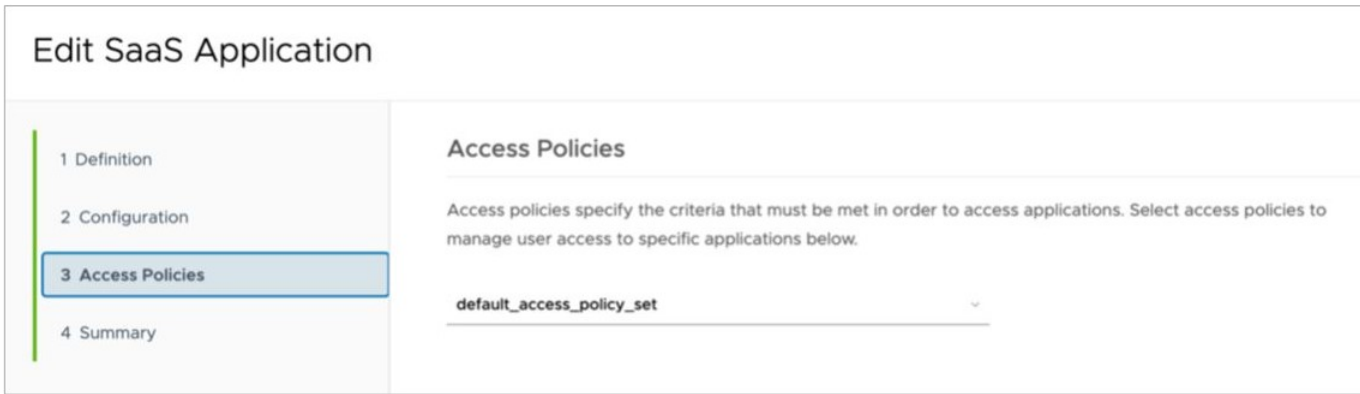 Edit SaaS Application
1 Definition
2 Configuration
3 Access Policies
4 Summary
Access Policies
Access policies specify the criteria that must be met in order to access applications. Select access policies to
manage user access to specific applications below.
default_access_policy_set